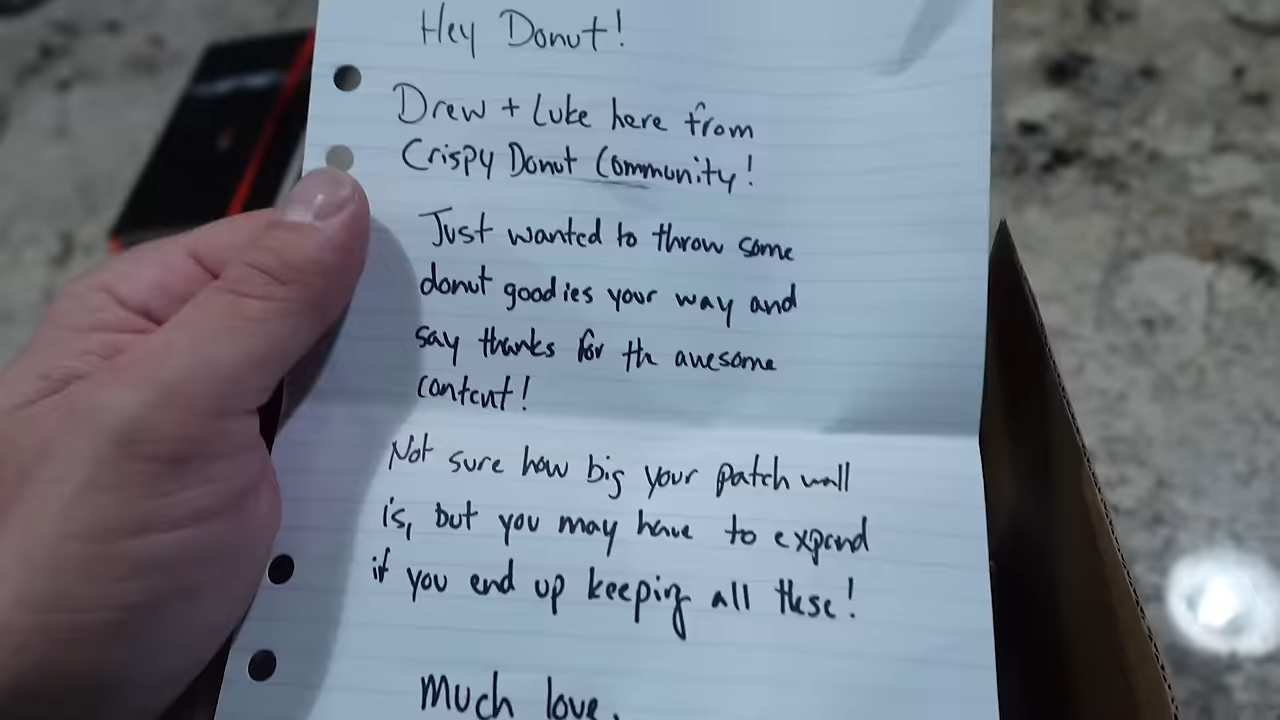 Hey Donut!
Drew + Luke here from
Crispy Donut Community!
Just wanted to throw some
donut goodies your way and
say thanks for th awesome
content!
Not sure how big your patch wall
is, but you may have to expand
if you end up keeping all these!
Much love,